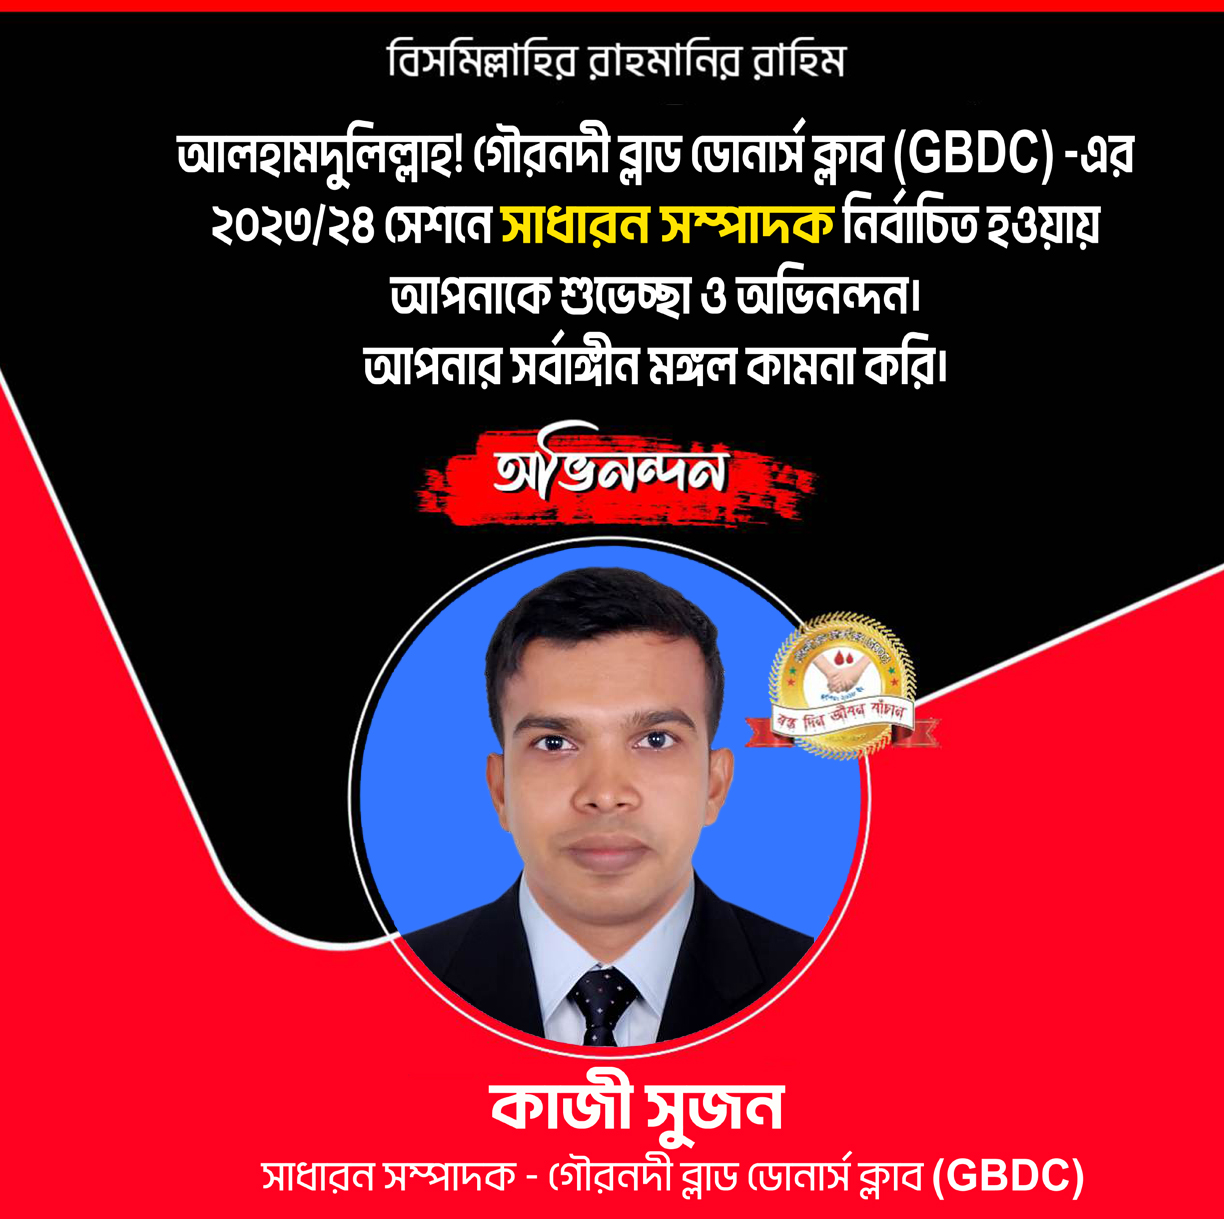 বিসমিল্লাহির রাহমানির রাহিম
আলহামদুলিল্লাহ! গৌরনদী ব্লাড ডোনার্স ক্লাব (GBDC) -এর
২০২৩/২৪ সেশনে সাধারন সম্পাদক নির্বাচিত হওয়ায়
আপনাকে শুভেচ্ছা ও অভিনন্দন।
আপনার সর্বাঙ্গীন মঙ্গল কামনা করি।
অভিনন্দন
রক্ত দিন জীবন বাঁচান
কাজী সুজন
সাধারন সম্পাদক - গৌরনদী ব্লাড ডোনার্স ক্লাব (GBDC)